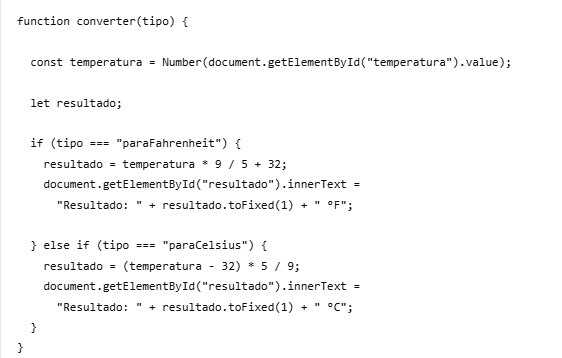 function converter(tipo) {
const temperatura = Number(document.getElementById("temperatura").value);
let resultado;
if (tipo === "paraFahrenheit") {
resultado = temperatura * 9 / 5 + 32;
document.getElementById("resultado").innerText =
"Resultado: " + resultado.toFixed(1) + " °F";
} else if (tipo === "paraCelsius") {
resultado = (temperatura - 32) * 5 / 9;
document.getElementById("resultado").innerText =
"Resultado: " + resultado.toFixed(1) + " °C";
}
}